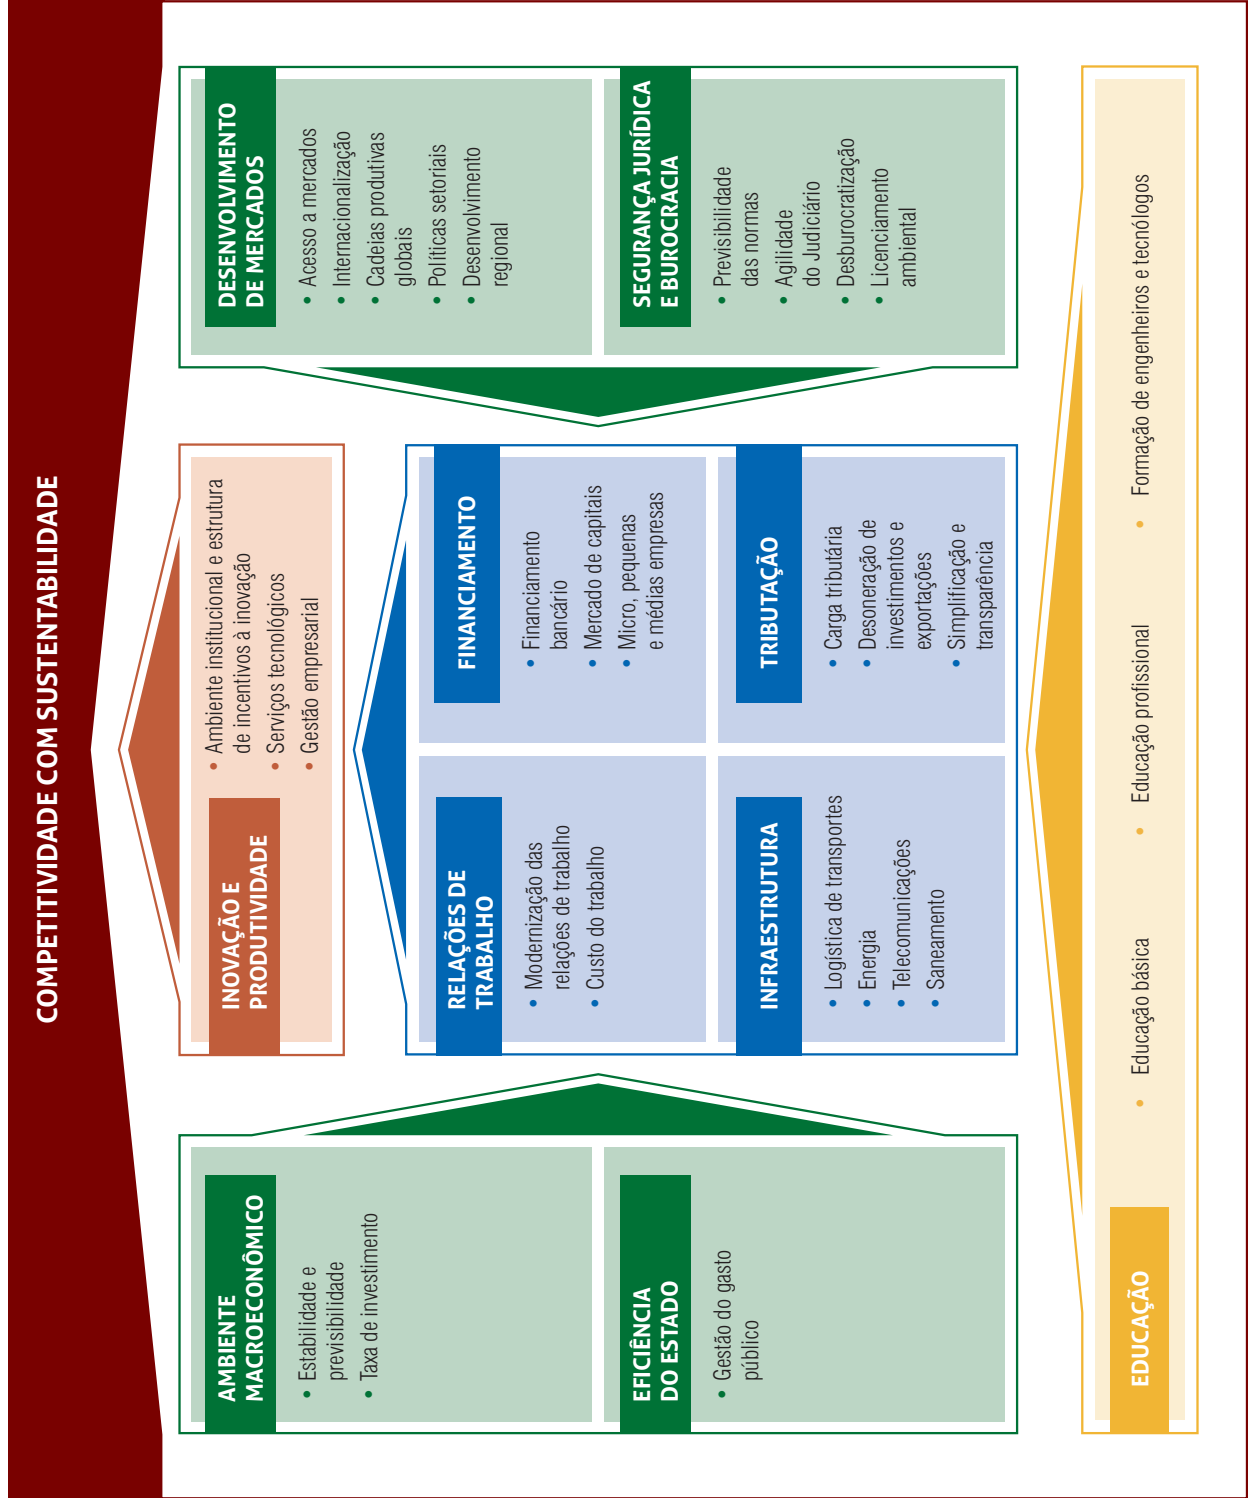 COMPETITIVIDADE COM SUSTENTABILIDADE
AMBIENTE
MACROECONÔMICO
• Estabilidade e
previsibilidade
• Taxa de investimento
EFICIÊNCIA
DO ESTADO
• Gestão do gasto
público
INOVAÇÃO E
PRODUTIVIDADE
• Ambiente institucional e estrutura
de incentivos à inovação
• Serviços tecnológicos
• Gestão empresarial
RELAÇÕES DE
TRABALHO
• Modernização das
relações de trabalho
• Custo do trabalho
FINANCIAMENTO
• Financiamento
bancário
• Mercado de capitais
• Micro, pequenas
e médias empresas
INFRAESTRUTURA
• Logística de transportes
• Energia
• Telecomunicações
• Saneamento
TRIBUTAÇÃO
• Carga tributária
• Desoneração de
investimentos e
exportações
• Simplificação e
transparência
DESENVOLVIMENTO
DE MERCADOS
• Acesso a mercados
• Internacionalização
• Cadeias produtivas
globais
• Políticas setoriais
• Desenvolvimento
regional
SEGURANÇA JURÍDICA
E BUROCRACIA
• Previsibilidade
das normas
• Agilidade
do Judiciário
• Desburocratização
• Licenciamento
ambiental
EDUCAÇÃO
• Educação básica
• Educação profissional
• Formação de engenheiros e tecnólogos